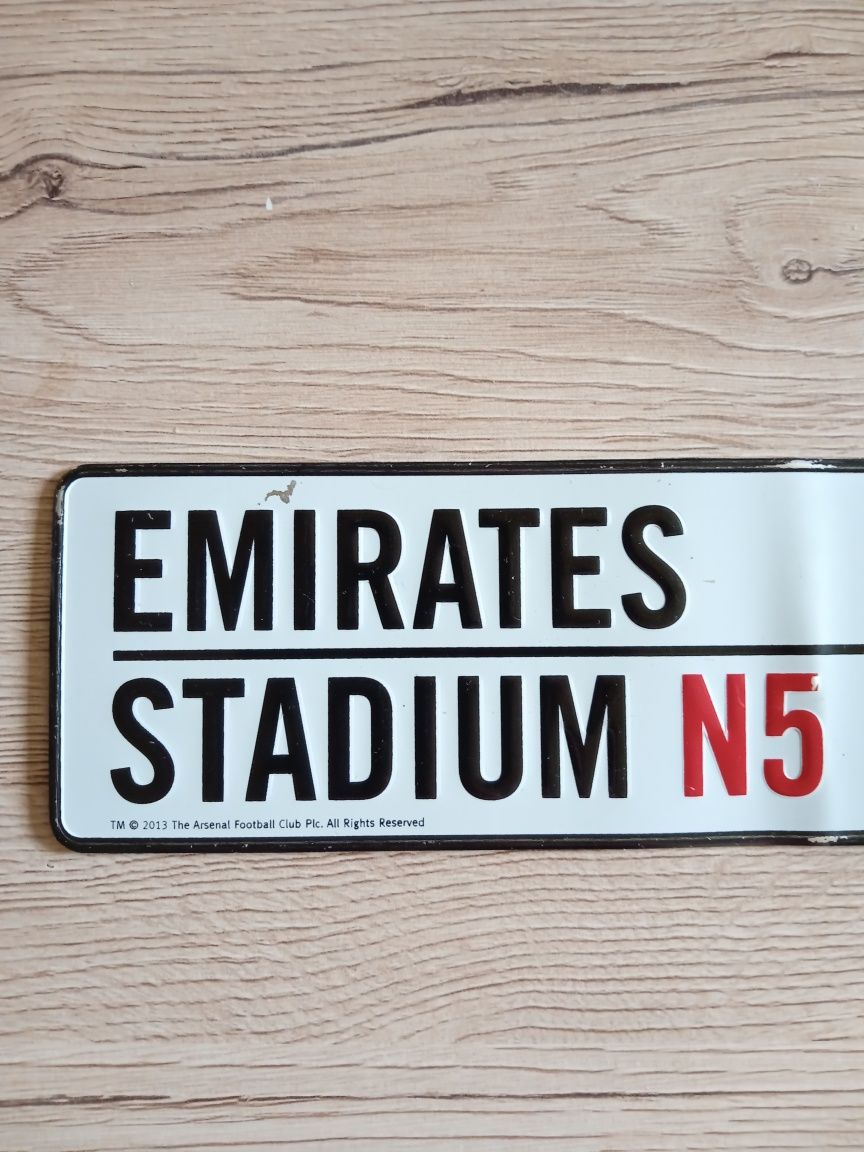 EMIRATES
STADIUM N5
TM © 2013 The Arsenal Football Club Plc. All Rights Reserved